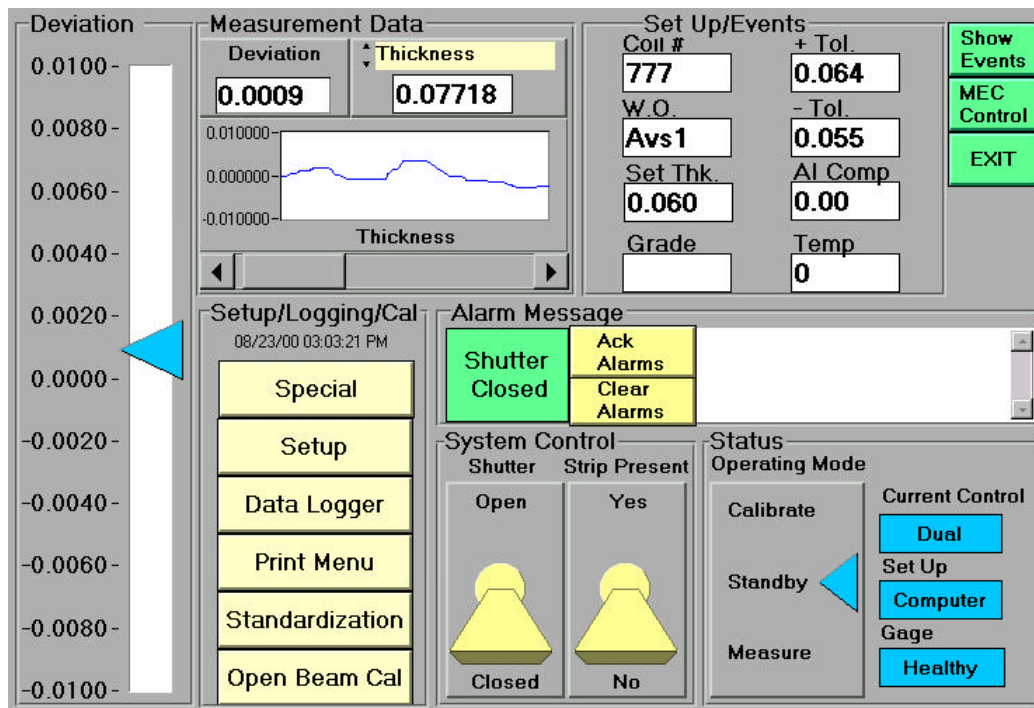 Deviation
0.0100
0.0080
0.0060
0.0040
0.0020
0.0000
-0.0020
-0.0040
-0.0060
-0.0080
-0.0100
Measurement Data
Deviation
0.0009
Thickness
0.07718
0.010000
0.000000
-0.010000
Thickness
Set Up/Events
Coil #
777
+ Tol.
0.064
W.O.
Avs1
- Tol.
0.055
Set Thk.
0.060
Al Comp
0.00
Grade
Temp
0
Show
Events
MEC
Control
EXIT
Setup/Logging/Cal
08/23/00 03:03:21 PM
Special
Setup
Data Logger
Print Menu
Standardization
Open Beam Cal
Alarm Message
Shutter
Closed
Ack
Alarms
Clear
Alarms
System Control
Shutter
Open
Closed
Strip Present
Yes
No
Status
Operating Mode
Calibrate
Standby
Measure
Current Control
Dual
Set Up
Computer
Gage
Healthy